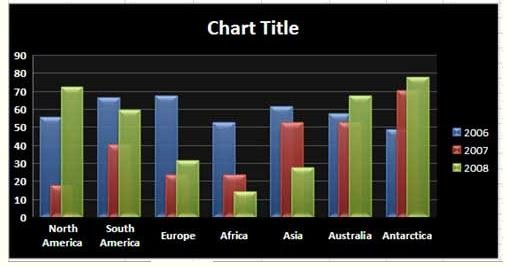 Chart Title
90
80
70
60
50
40
30
20
10
0
2006
2007
2008
North America
South America
Europe
Africa
Asia
Australia
Antarctica